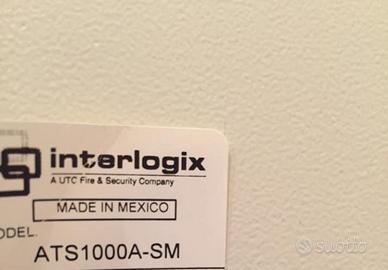 interlogix
A UTC Fire & Security Company
MADE IN MEXICO
ODEL.
ATS1000A-SM
subito